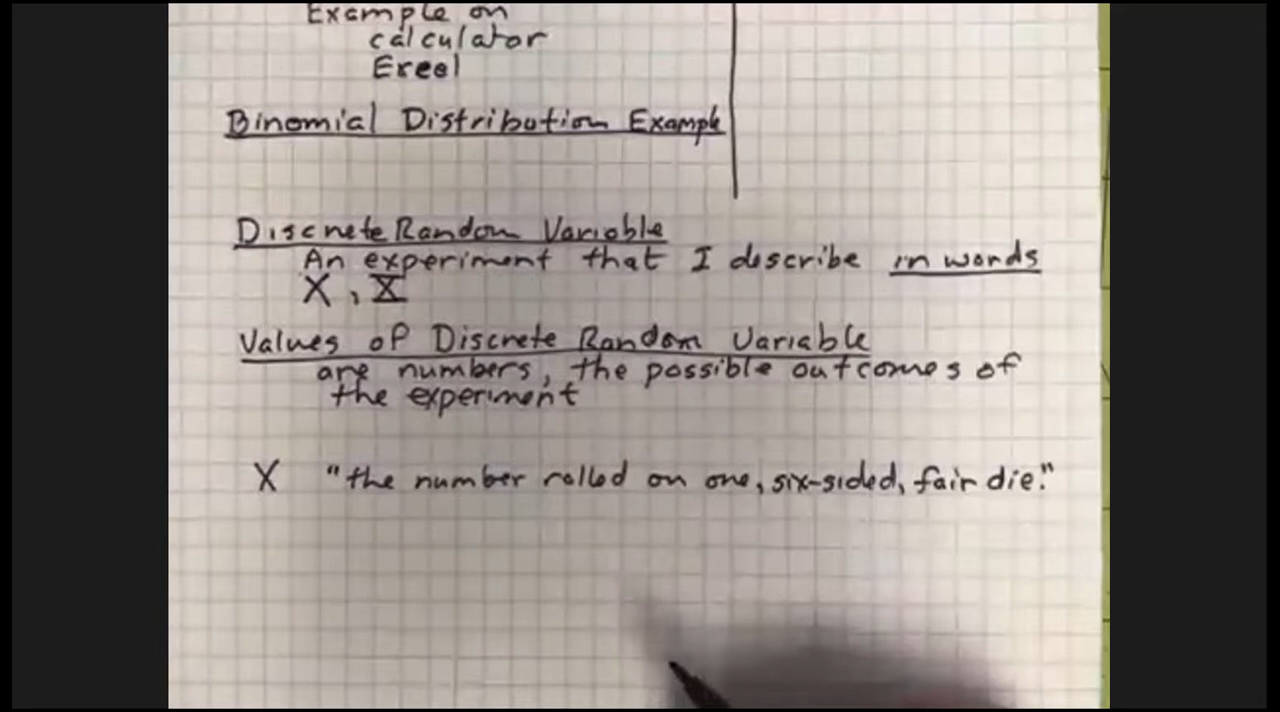 Example on
calculator
Excel
Binomial Distribution Example
Discrete Random Variable
An experiment that I describe in words
X, X
Values of Discrete Random Variable
are numbers, the possible outcomes of
the experiment
X "the number rolled on one, six-sided, fair die."